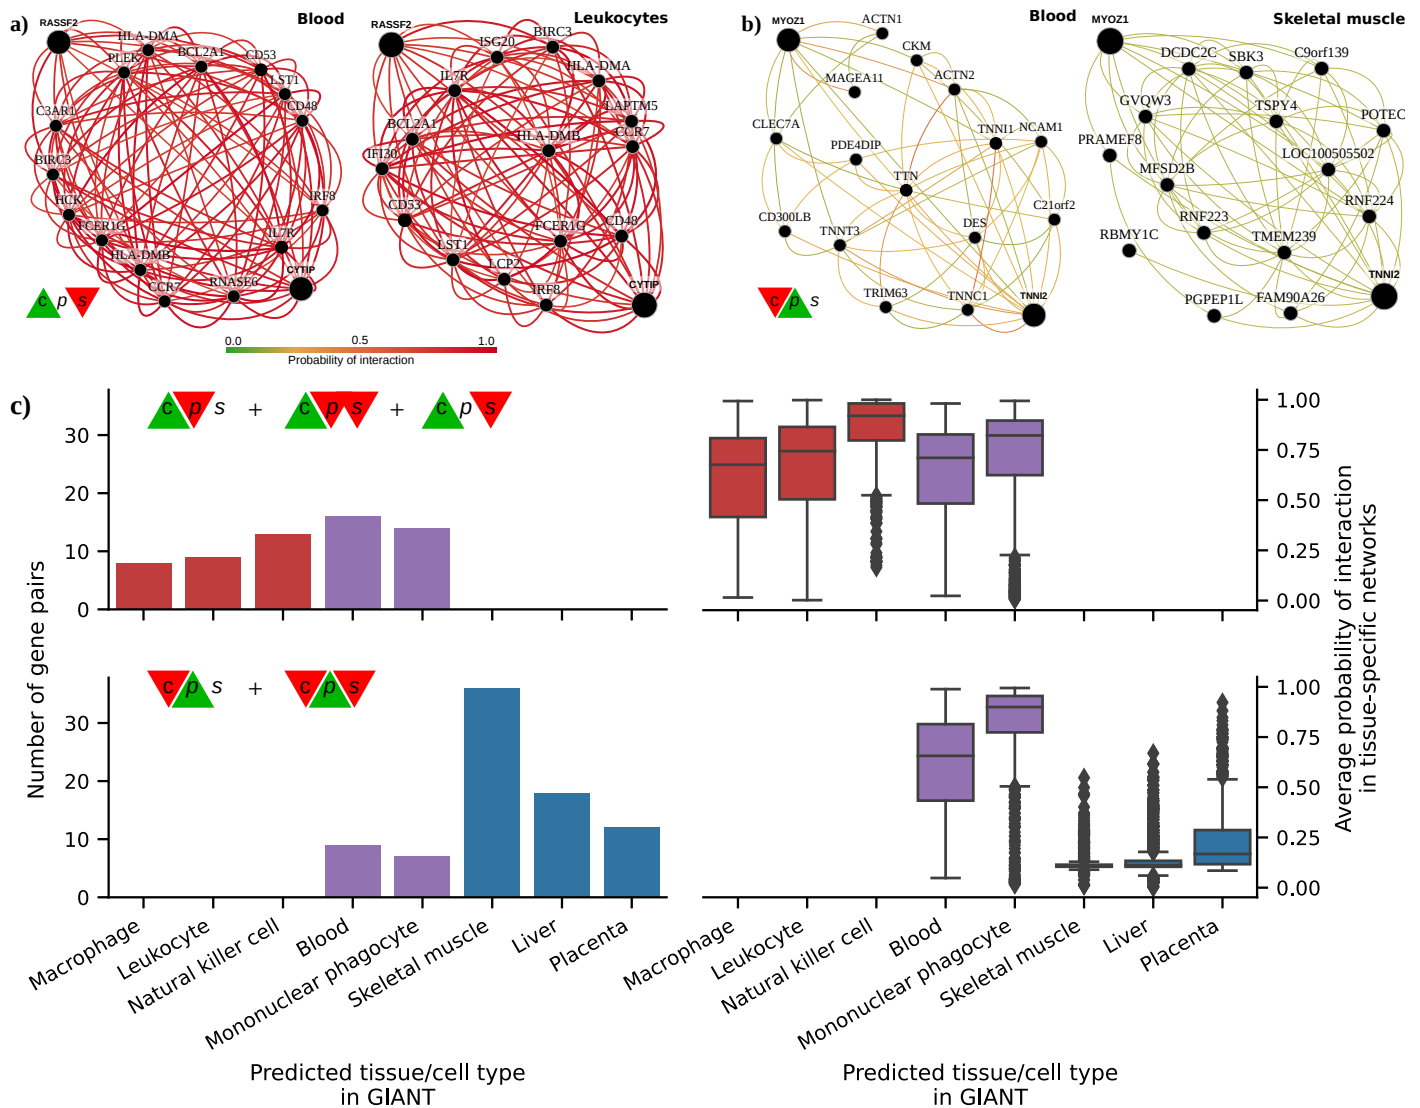 a)
Blood
RASSF2
HLA-DMA
PLEK
BCL2A1
CD53
LST1
CD48
C3AR1
BIRC3
HCK
FCER1G
IRF8
IL7R
HLA-DMB
CYTIP
CCR7
RNASE6
c p s
Leukocytes
RASSF2
ISG20
BIRC3
IL7R
HLA-DMA
LAPTM5
BCL2A1
HLA-DMB
CCR7
IFI30
CD53
FCER1G
CD48
LST1
LCP2
IRF8
CYTIP
0.0 0.5 1.0
Probability of interaction
b)
Blood
MYOZ1
ACTN1
CKM
MAGEA11
ACTN2
CLEC7A
TNNI1
NCAM1
PDE4DIP
TTN
CD300LB
TNNT3
DES
C21orf2
TRIM63
TNNC1
TNNI2
c p s
Skeletal muscle
MYOZ1
DCDC2C
SBK3
C9orf139
GVQW3
TSPY4
POTEC
PRAMEF8
MFSD2B
LOC100505502
RNF223
RNF224
RBMY1C
TMEM239
TNNI2
PGPEP1L
FAM90A26
c)
c p s + c p s + c p s
30
20
10
0
c p s + c p s
30
20
10
0
Number of gene pairs
Macrophage
Leukocyte
Natural killer cell
Blood
Mononuclear phagocyte
Skeletal muscle
Liver
Placenta
Predicted tissue/cell type
in GIANT
1.00
0.75
0.50
0.25
0.00
1.00
0.75
0.50
0.25
0.00
Average probability of interaction
in tissue-specific networks
Macrophage
Leukocyte
Natural killer cell
Blood
Mononuclear phagocyte
Skeletal muscle
Liver
Placenta
Predicted tissue/cell type
in GIANT